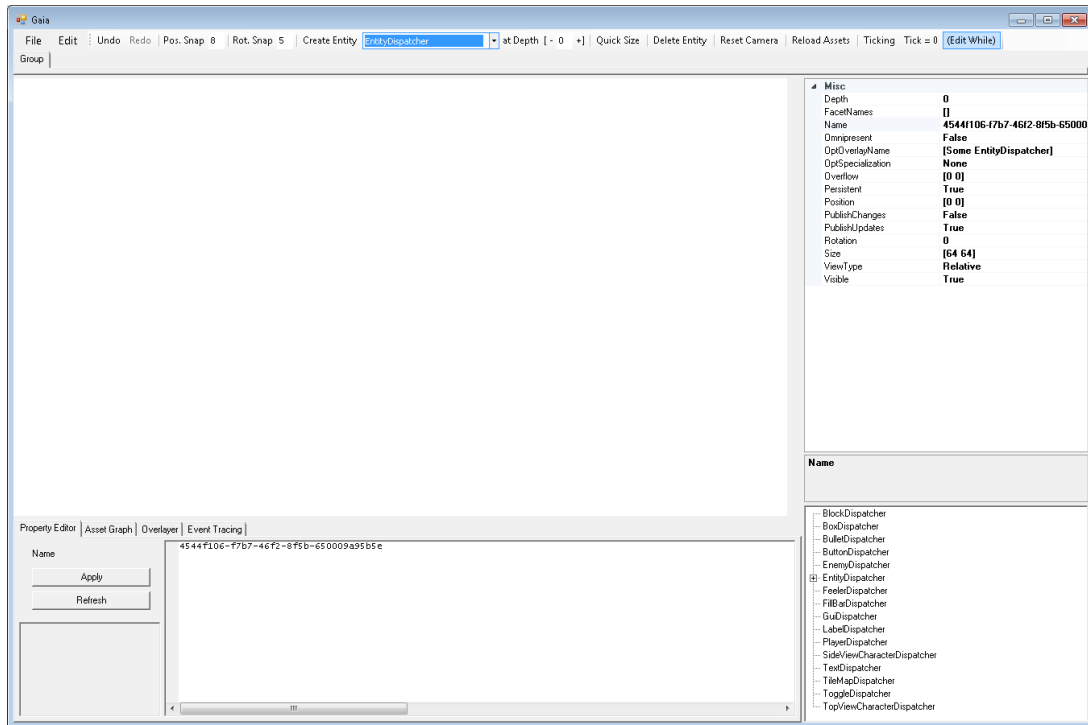 Gaia
File Edit Undo Redo Pos. Snap 8 Rot. Snap 5 Create Entity EntityDispatcher at Depth [ - 0 +] Quick Size Delete Entity Reset Camera Reload Assets Ticking Tick = 0 (Edit While)
Group
Misc
Depth 0
FacetNames []
Name 4544f106-f7b7-46f2-8f5b-65000
Omnipresent False
OptOverlayName [Some EntityDispatcher]
OptSpecialization None
Overflow [0 0]
Persistent True
Position [0 0]
PublishChanges False
PublishUpdates True
Rotation 0
Size [64 64]
ViewType Relative
Visible True
Name
Property Editor Asset Graph Overlayer Event Tracing
Name
Apply
Refresh
4544f106-f7b7-46f2-8f5b-650009a95b5e
BlockDispatcher
BoxDispatcher
BulletDispatcher
ButtonDispatcher
EnemyDispatcher
EntityDispatcher
FeelerDispatcher
FillBarDispatcher
GuiDispatcher
LabelDispatcher
PlayerDispatcher
SideViewCharacterDispatcher
TextDispatcher
TileMapDispatcher
ToggleDispatcher
TopViewCharacterDispatcher